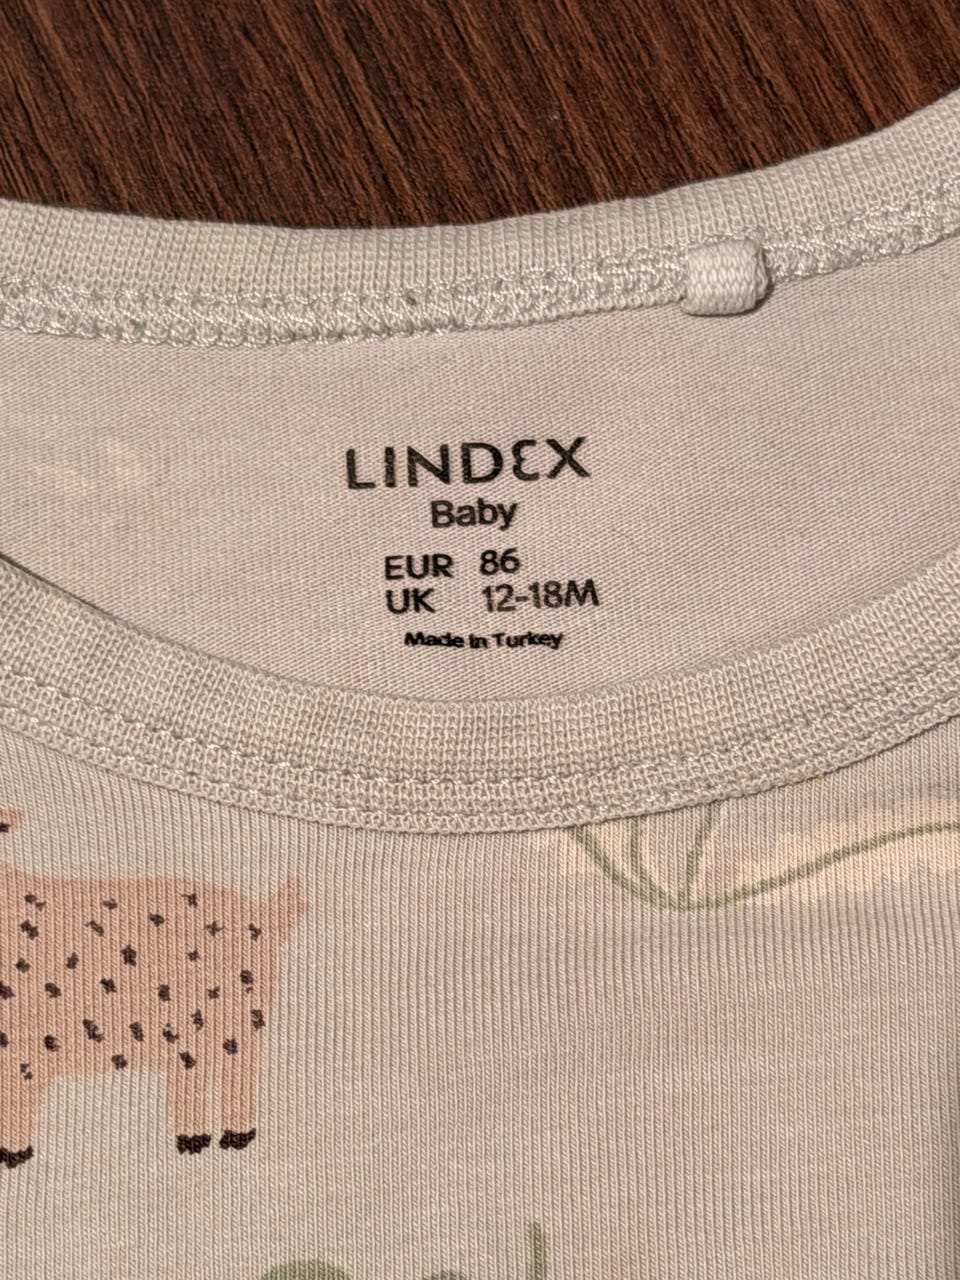 LINDEX
Baby
EUR 86
UK 12-18M
Made in Turkey